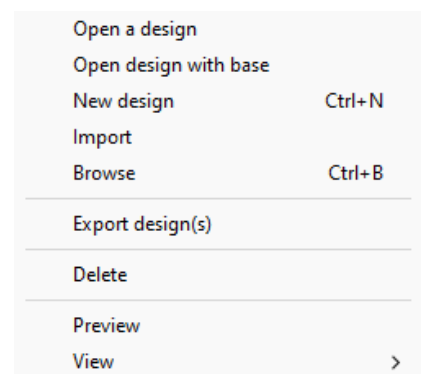 Open a design
Open design with base
New design Ctrl+N
Import
Browse Ctrl+B
Export design(s)
Delete
Preview
View